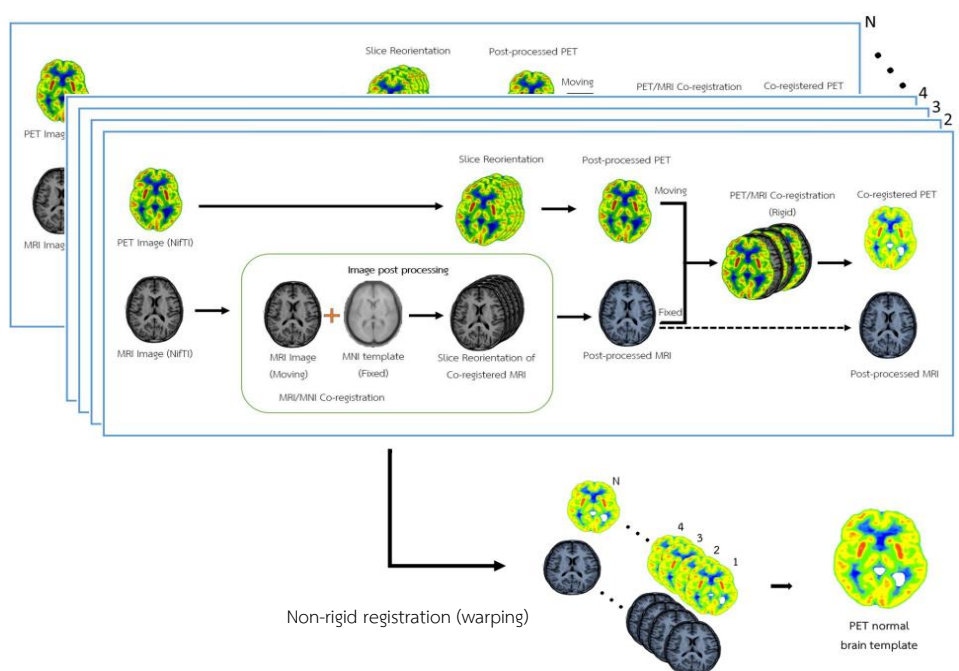 N
Slice Reorientation
Post-processed PET
Moving
PET/MRI Co-registration
Co-registered PET
4
3
2
PET Imag
MRI Imag
Slice Reorientation
Post-processed PET
Moving
PET/MRI Co-registration
(Rigid)
Co-registered PET
PET Image (NifTI)
Image post processing
MRI Image (NifTI)
MRI Image
(Moving)
MNI template
(Fixed)
Slice Reorientation of
Co-registered MRI
MRI/MNI Co-registration
Fixed
Post-processed MRI
Post-processed MRI
N
4
3
2
1
Non-rigid registration (warping)
PET normal
brain template